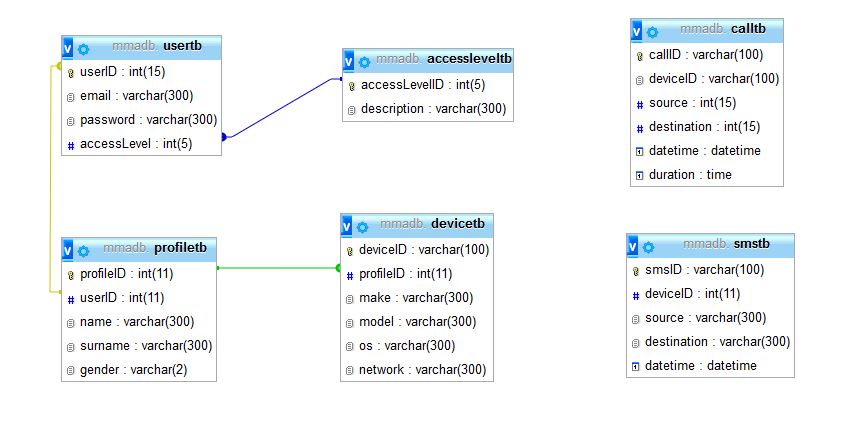 mmadb. usertb
userID : int(15)
email : varchar(300)
password : varchar(300)
accessLevel : int(5)
mmadb. accessleveltb
accessLevelID : int(5)
description : varchar(300)
mmadb. calltb
callID : varchar(100)
deviceID : varchar(100)
source : int(15)
destination : int(15)
datetime : datetime
duration : time
mmadb. profiletb
profileID : int(11)
userID : int(11)
name : varchar(300)
surname : varchar(300)
gender : varchar(2)
mmadb. devicetb
deviceID : varchar(100)
profileID : int(11)
make : varchar(300)
model : varchar(300)
os : varchar(300)
network : varchar(300)
mmadb. smstb
smsID : varchar(100)
deviceID : int(11)
source : varchar(300)
destination : varchar(300)
datetime : datetime